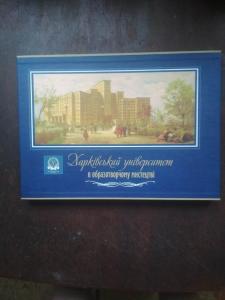 Харківський університет
в образотворчому мистецтві